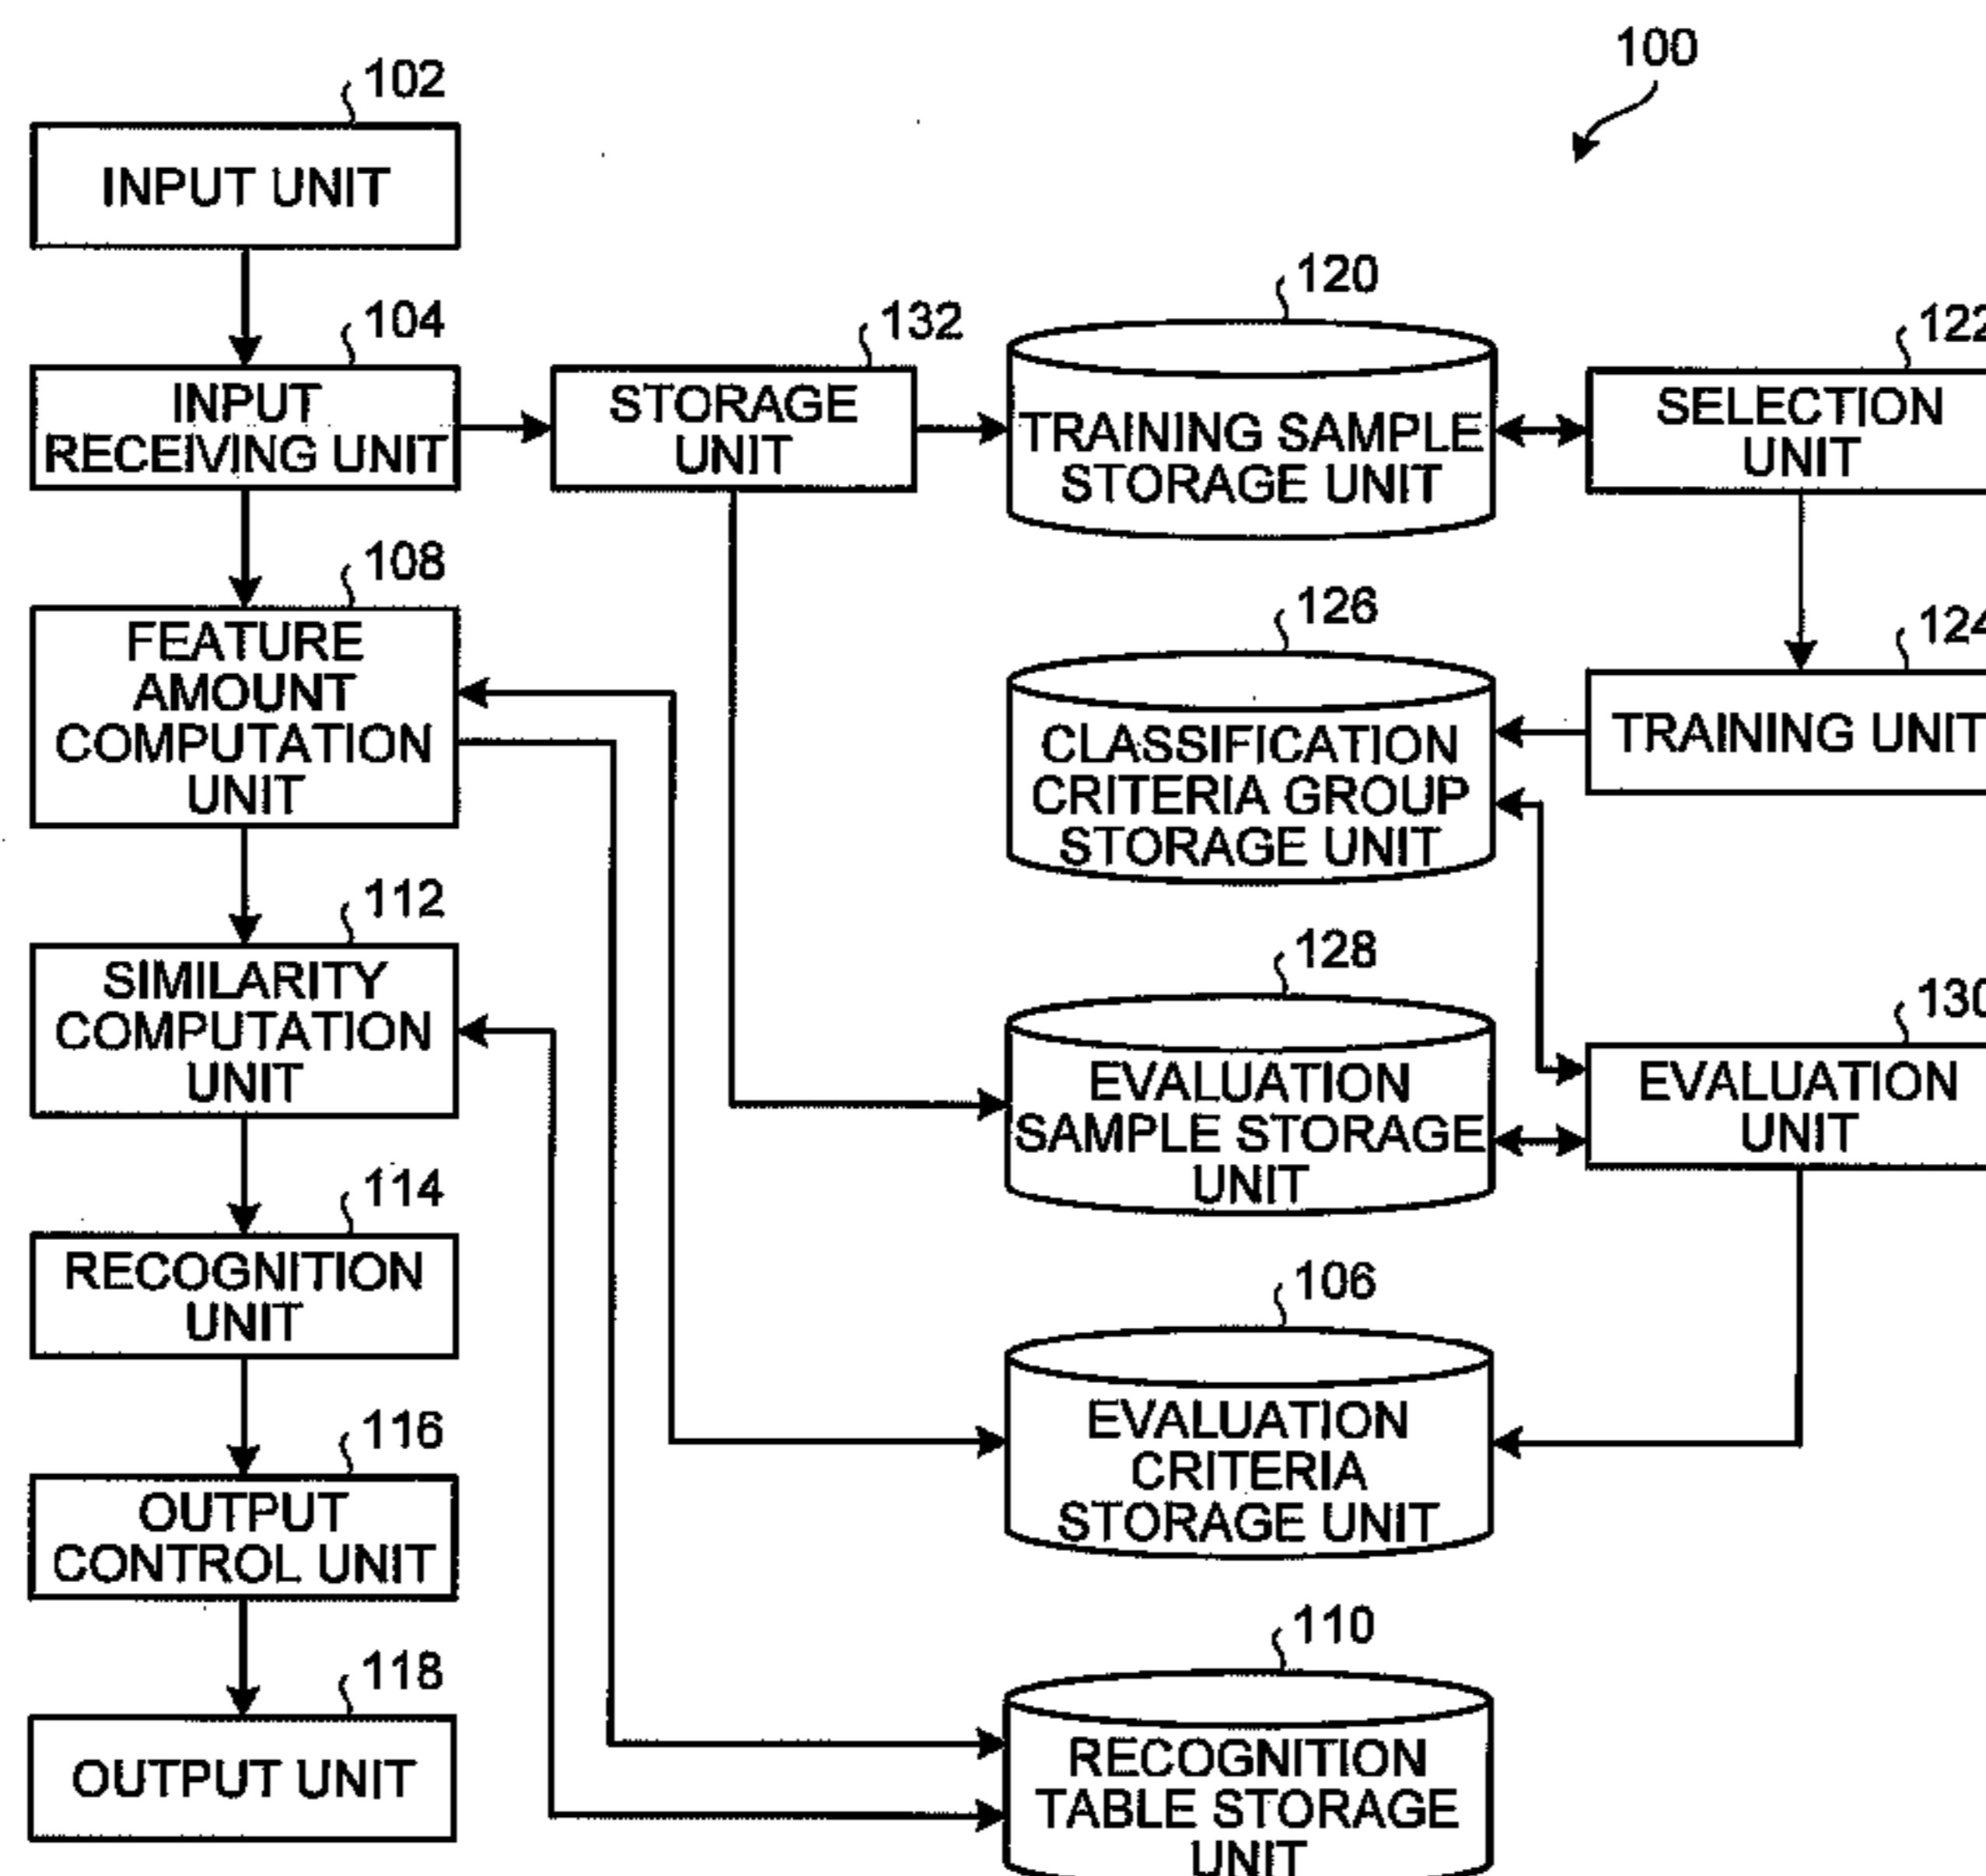 100
102
INPUT UNIT
104
INPUT
RECEIVING UNIT
132
STORAGE
UNIT
120
TRAINING SAMPLE
STORAGE UNIT
122
SELECTION
UNIT
108
FEATURE
AMOUNT
COMPUTATION
UNIT
126
CLASSIFICATION
CRITERIA GROUP
STORAGE UNIT
124
TRAINING UNIT
112
SIMILARITY
COMPUTATION
UNIT
128
EVALUATION
SAMPLE STORAGE
UNIT
130
EVALUATION
UNIT
114
RECOGNITION
UNIT
106
EVALUATION
CRITERIA
STORAGE UNIT
116
OUTPUT
CONTROL UNIT
110
RECOGNITION
TABLE STORAGE
UNIT
118
OUTPUT UNIT